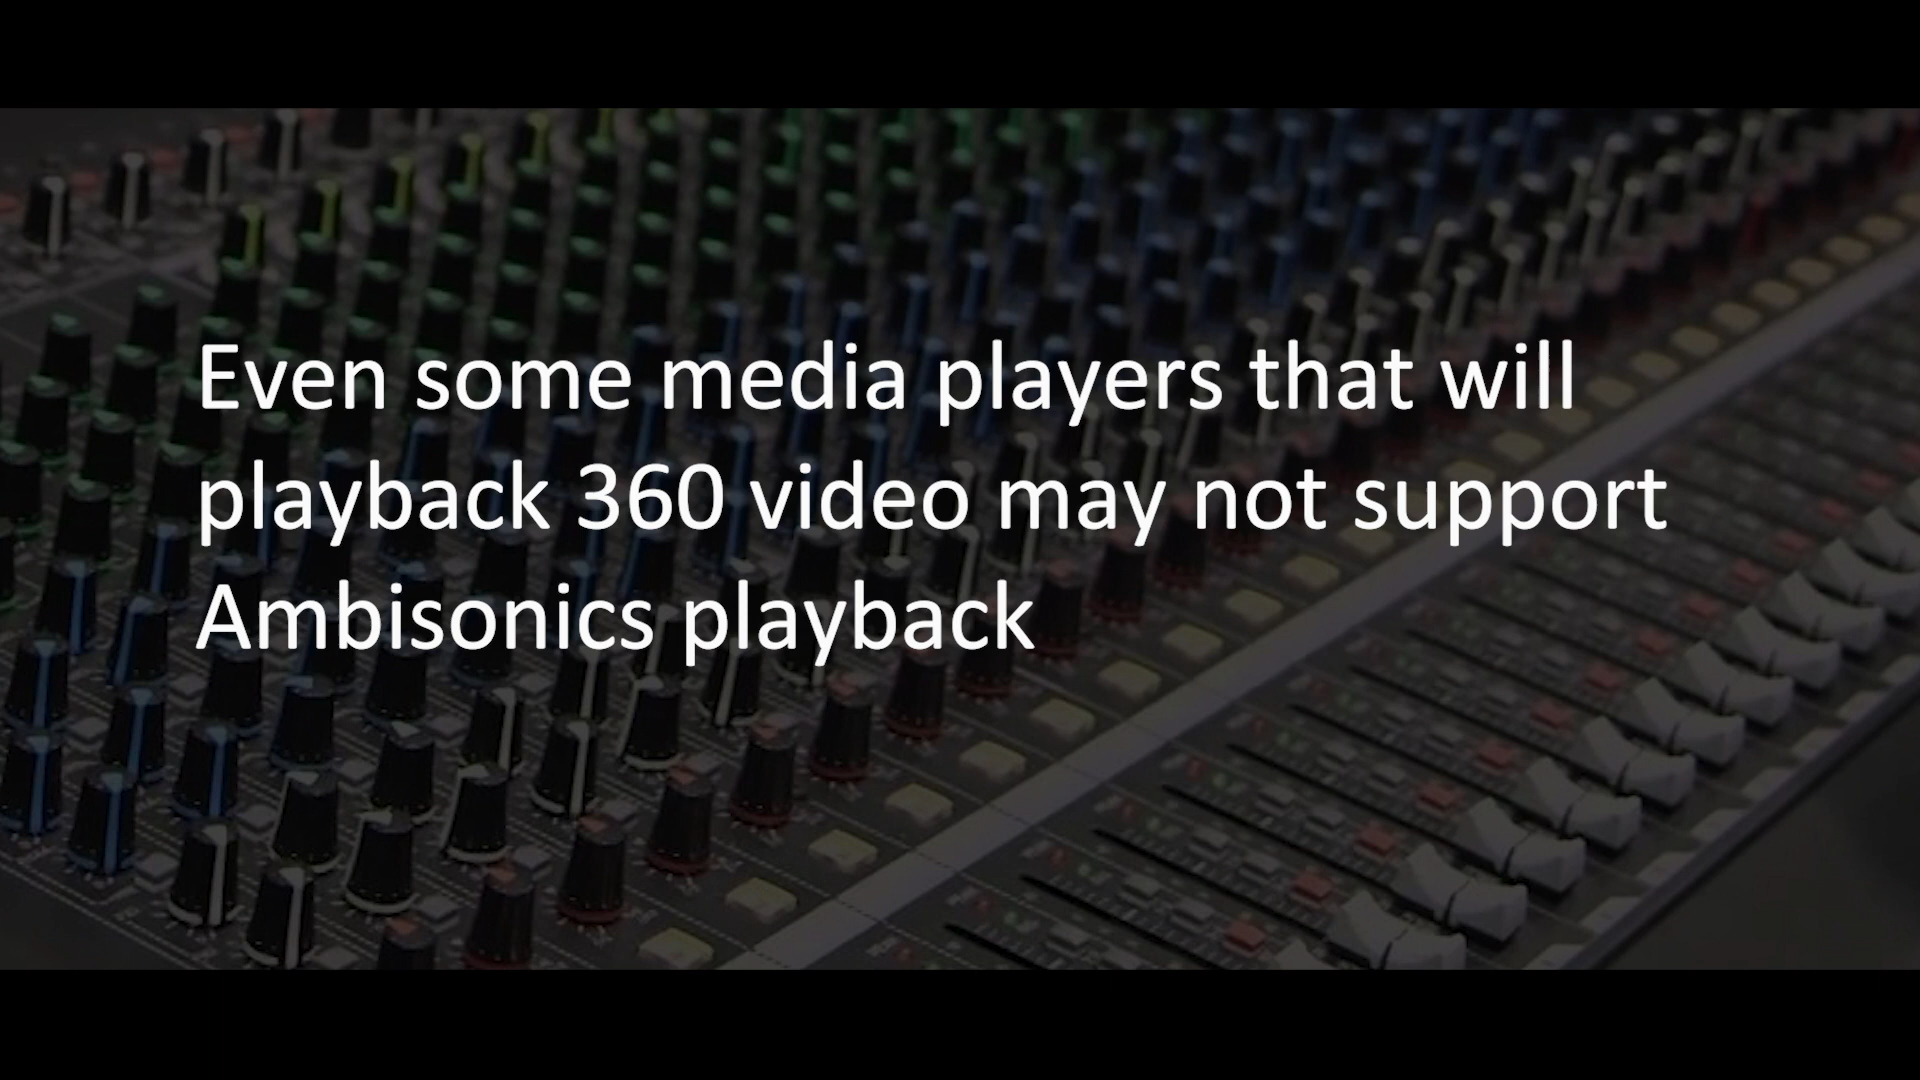 Even some media players that will
playback 360 video may not support
Ambisonics playback